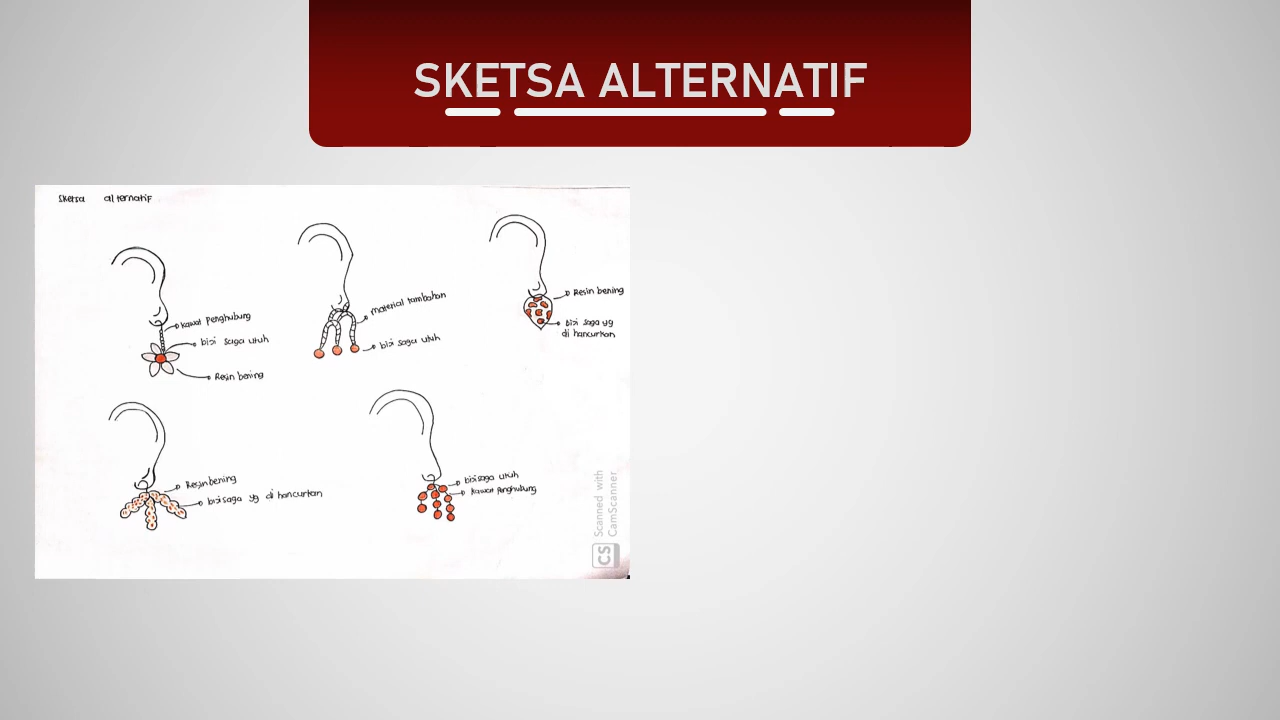 SKETSA ALTERNATIF
Sketsa alternatif
kawat Penghubung
biji saga utuh
Resin bening
material tambahan
biji saga utuh
Resin bening
Biji saga yg
di hancurkan
Resin bening
biji saga yg di hancurkan
biji saga utuh
kawat Penghubung
CS
Scanned with
CamScanner